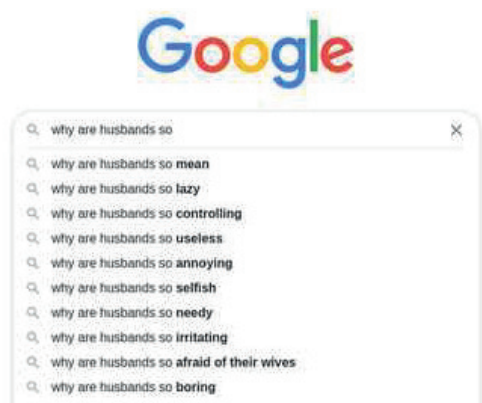 Google
why are husbands so
why are husbands so mean
why are husbands so lazy
why are husbands so controlling
why are husbands so useless
why are husbands so annoying
why are husbands so selfish
why are husbands so needy
why are husbands so irritating
why are husbands so afraid of their wives
why are husbands so boring